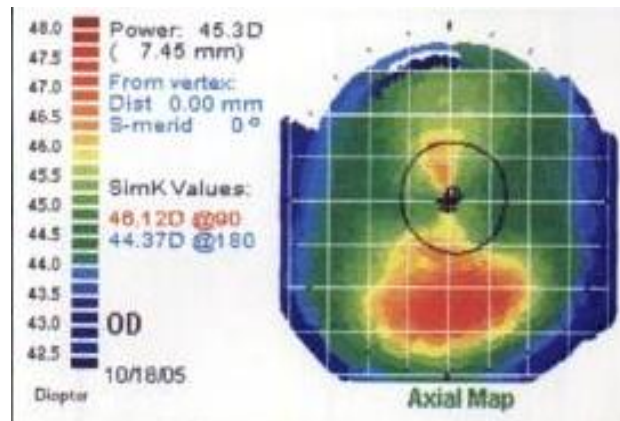 48.0
47.5
47.0
46.5
46.0
45.5
45.0
44.5
44.0
43.5
43.0
42.5
Diopter
Power: 45.3D
( 7.45 mm)
From vertex:
Dist 0.00 mm
S-merid 0°
SimK Values:
46.12D @90
44.37D @180
OD
10/18/05
Axial Map